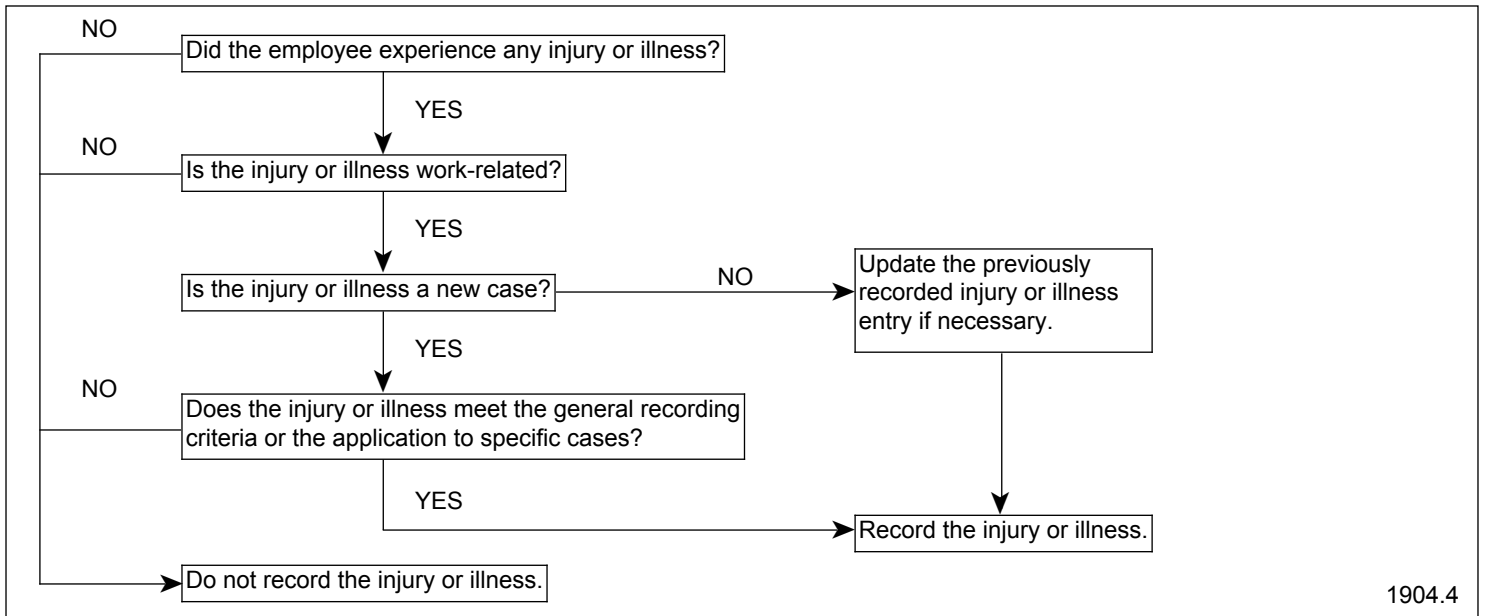 NO
Did the employee experience any injury or illness?
YES
NO
Is the injury or illness work-related?
YES
Is the injury or illness a new case?
NO
Update the previously
recorded injury or illness
entry if necessary.
YES
NO
Does the injury or illness meet the general recording
criteria or the application to specific cases?
YES
Record the injury or illness.
Do not record the injury or illness.
1904.4